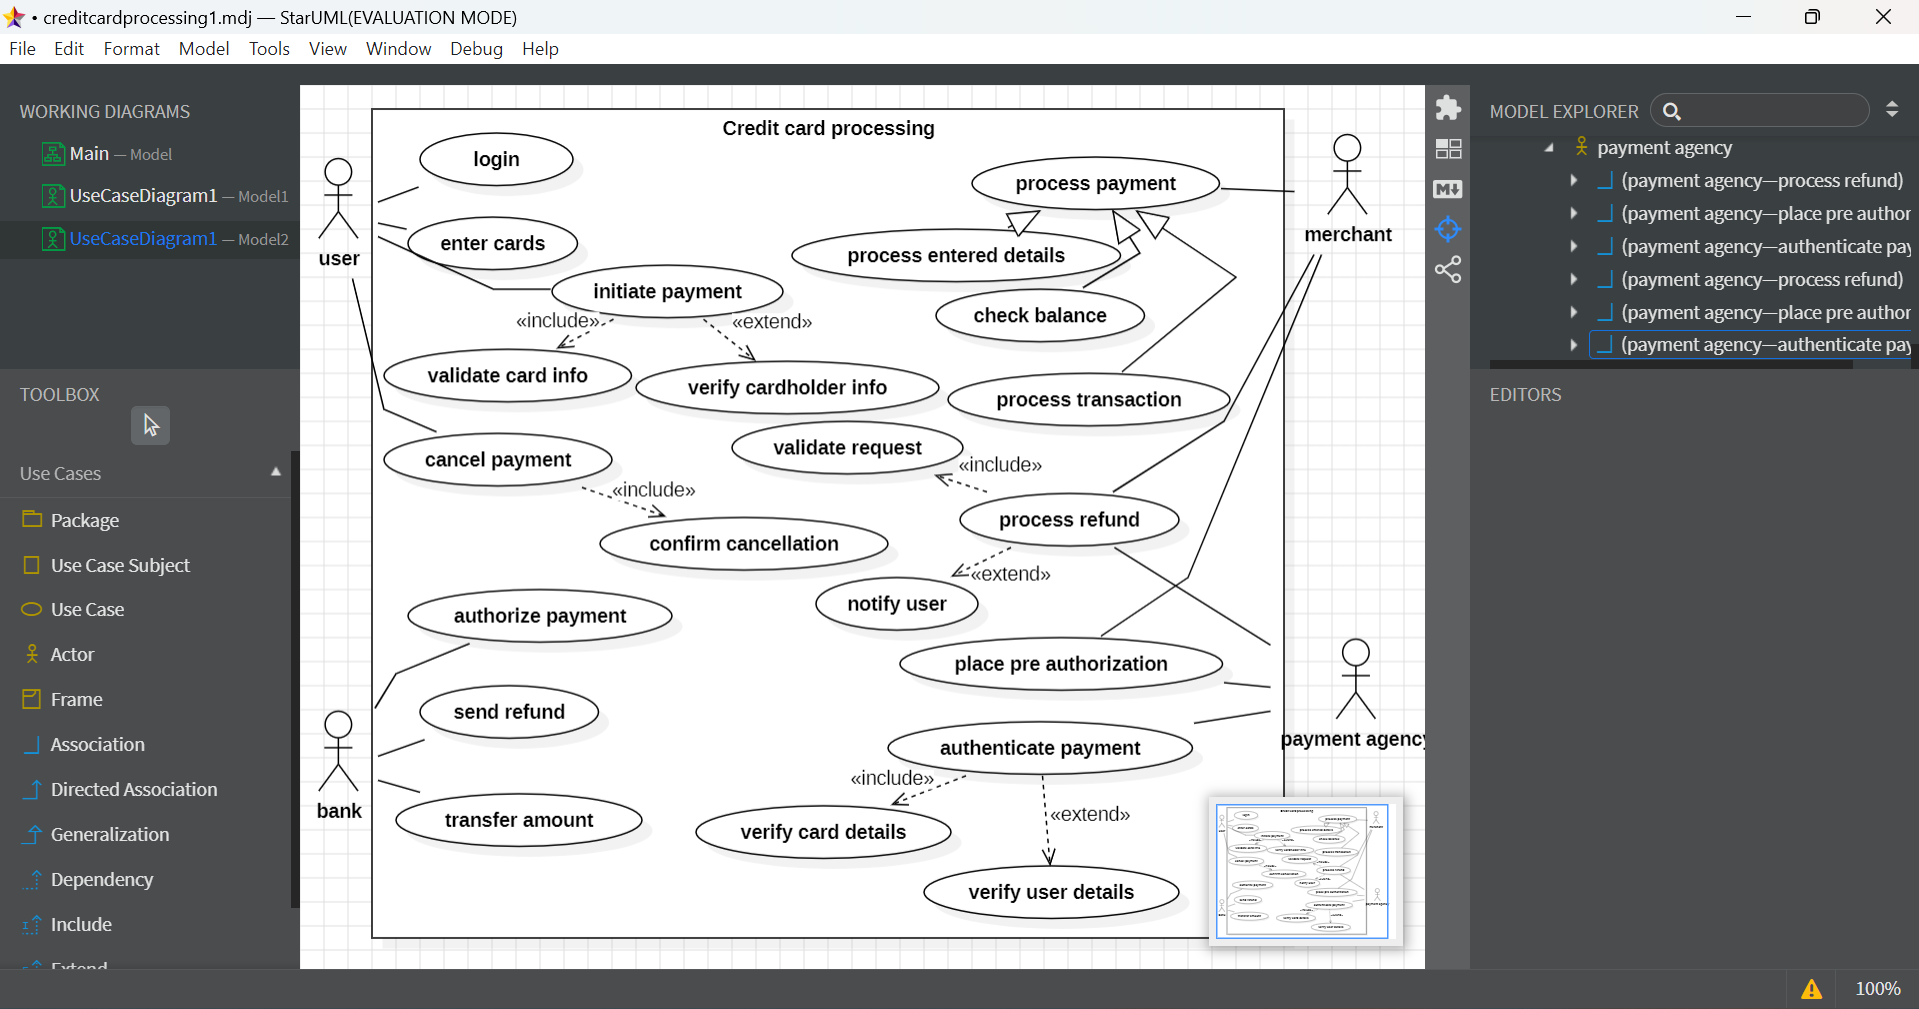 • creditcardprocessing1.mdj — StarUML(EVALUATION MODE)
File Edit Format Model Tools View Window Debug Help
WORKING DIAGRAMS
Main — Model
UseCaseDiagram1 — Model1
UseCaseDiagram1 — Model2
TOOLBOX
Use Cases
Package
Use Case Subject
Use Case
Actor
Frame
Association
Directed Association
Generalization
Dependency
Include
Extend
Credit card processing
login
process payment
user
merchant
enter cards
process entered details
initiate payment
check balance
«include»
«extend»
validate card info
verify cardholder info
process transaction
cancel payment
validate request
«include»
«include»
process refund
confirm cancellation
«extend»
notify user
authorize payment
place pre authorization
send refund
authenticate payment
payment agency
bank
«include»
«extend»
transfer amount
verify card details
verify user details
MODEL EXPLORER
payment agency
(payment agency—process refund)
(payment agency—place pre author
(payment agency—authenticate pay
(payment agency—process refund)
(payment agency—place pre author
(payment agency—authenticate pay
EDITORS
100%